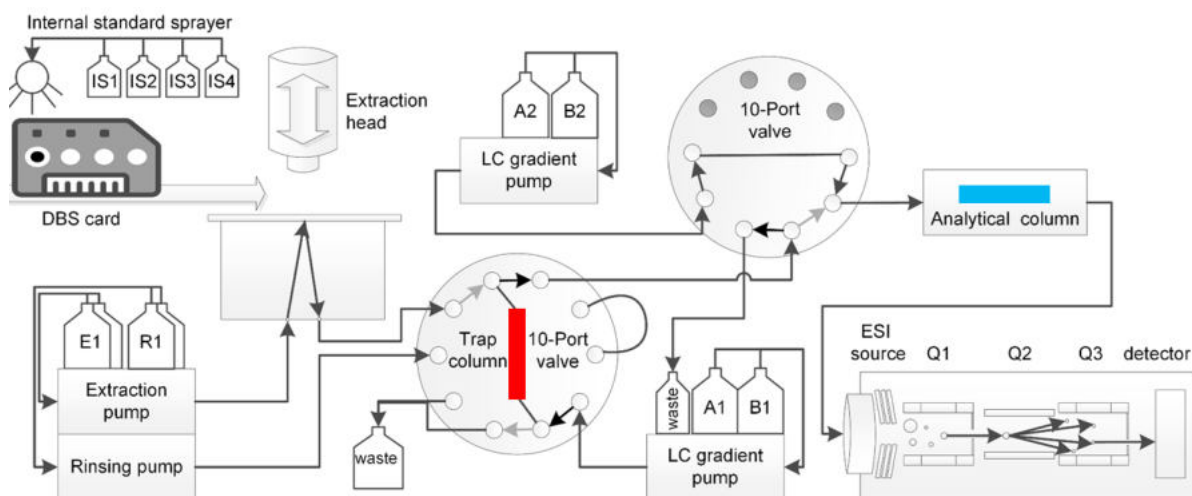 Internal standard sprayer
IS1 IS2 IS3 IS4
Extraction
head
DBS card
A2 B2
LC gradient
pump
10-Port
valve
Analytical column
E1 R1
Extraction
pump
Rinsing pump
Trap
column
10-Port
valve
waste
waste
A1 B1
LC gradient
pump
ESI
source
Q1 Q2 Q3 detector